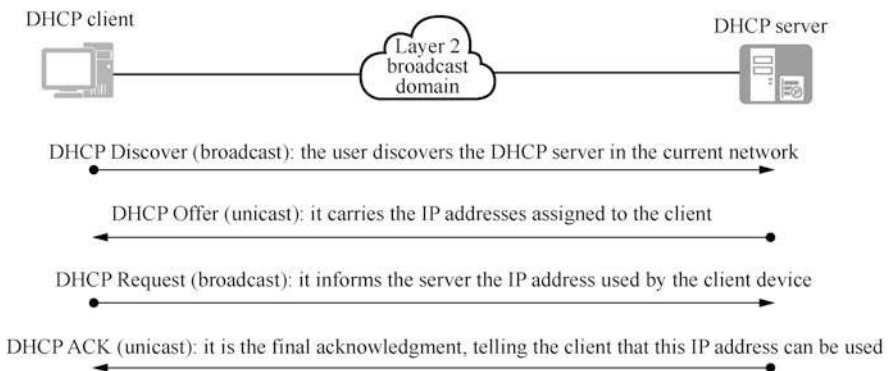 DHCP client
DHCP server
Layer 2
broadcast
domain
DHCP Discover (broadcast): the user discovers the DHCP server in the current network
DHCP Offer (unicast): it carries the IP addresses assigned to the client
DHCP Request (broadcast): it informs the server the IP address used by the client device
DHCP ACK (unicast): it is the final acknowledgment, telling the client that this IP address can be used